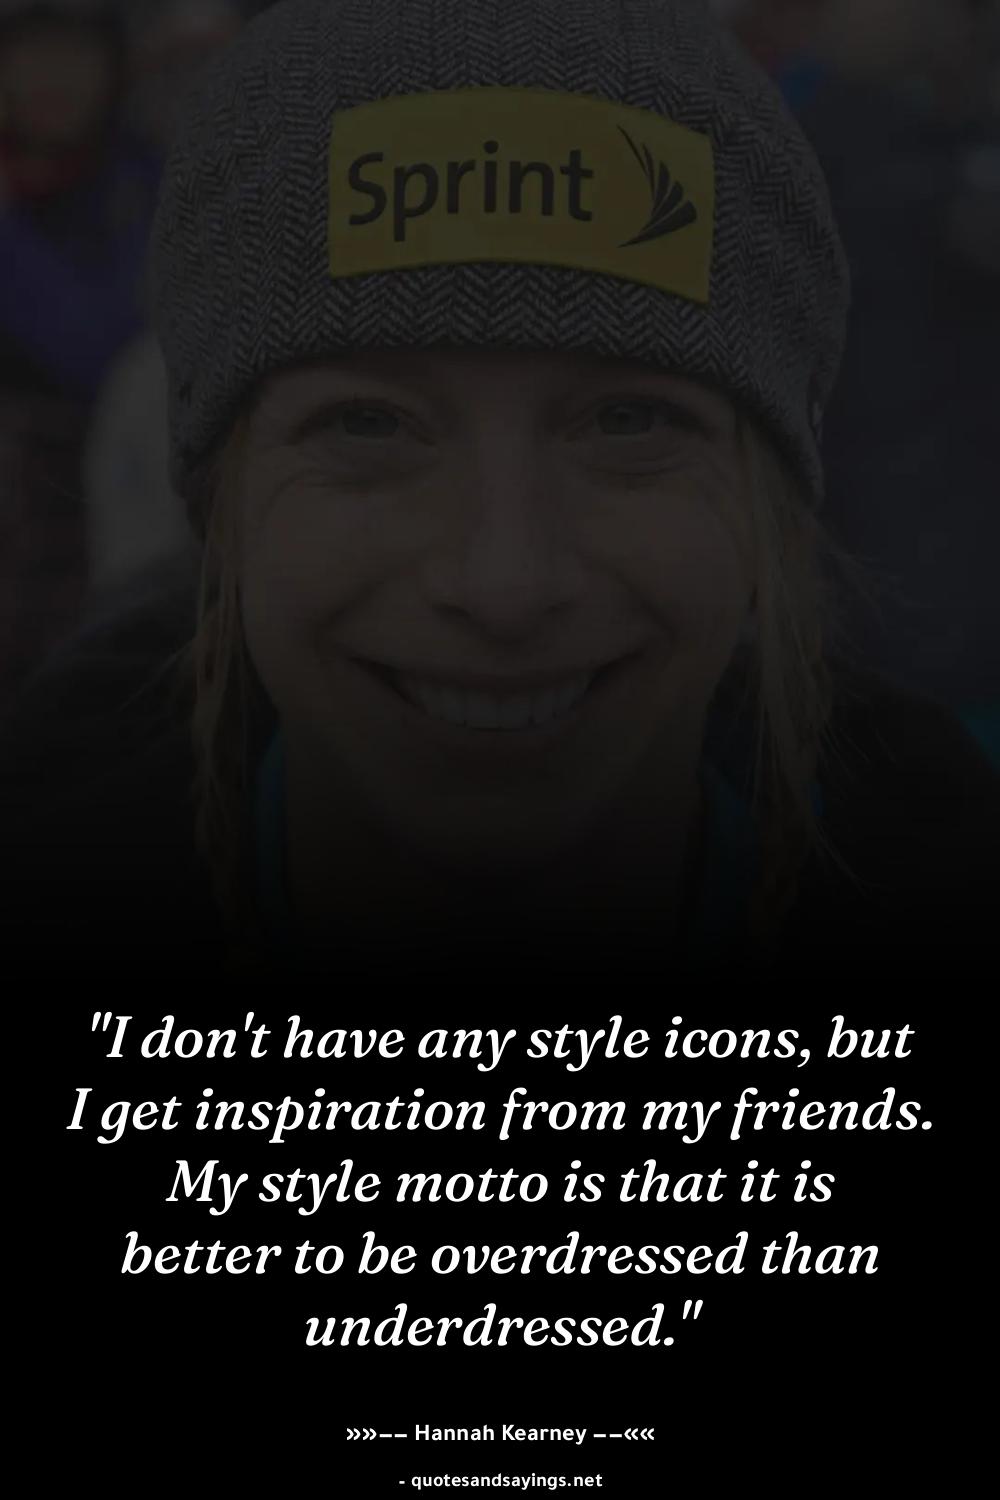 Sprint
"I don't have any style icons, but
I get inspiration from my friends.
My style motto is that it is
better to be overdressed than
underdressed."
»»–– Hannah Kearney ––««
- quotesandsayings.net